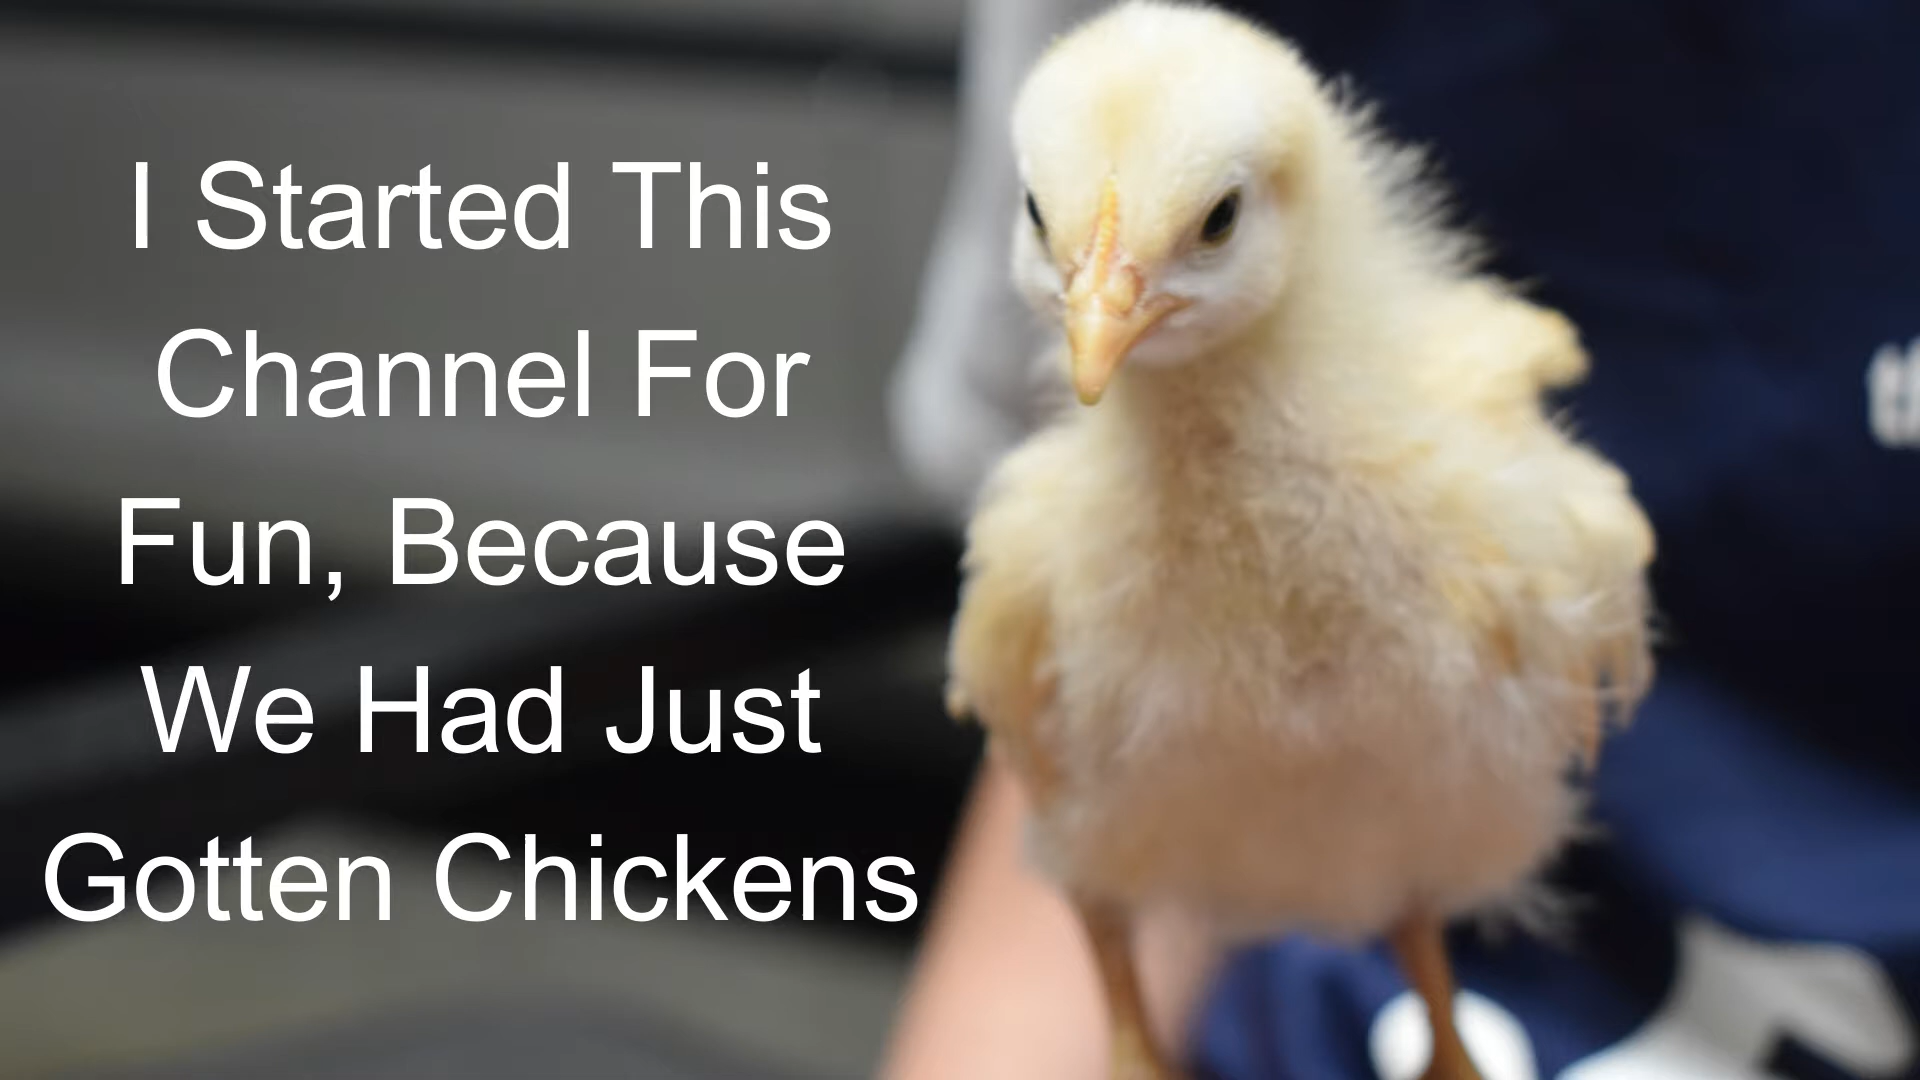 I Started This
Channel For
Fun, Because
We Had Just
Gotten Chickens